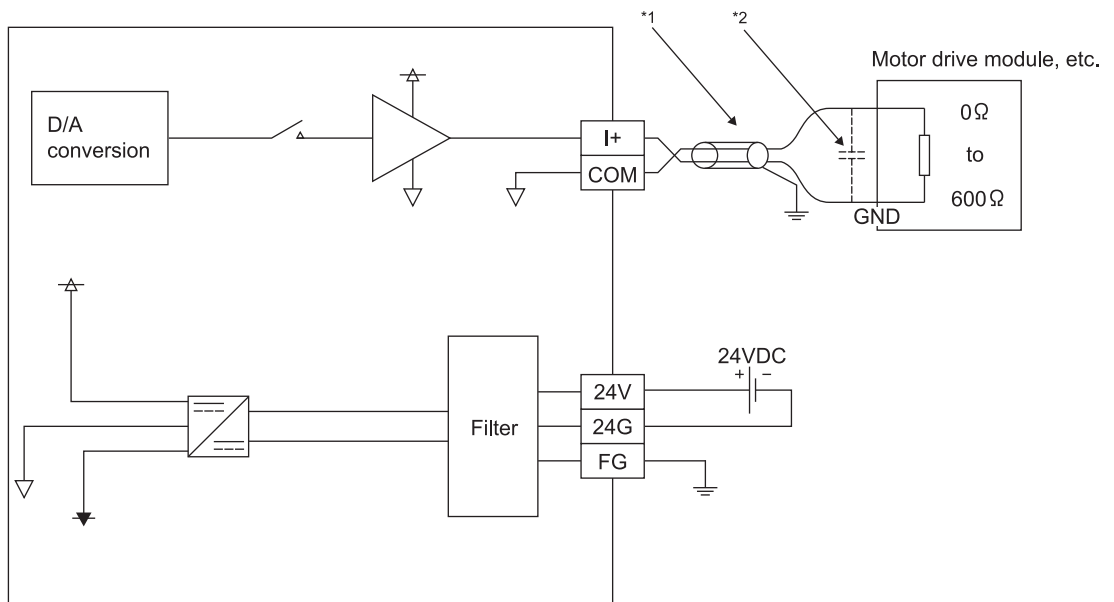 *1
*2
Motor drive module, etc.
D/A
conversion
I+
COM
0Ω
to
600Ω
GND
24VDC
+ −
24V
24G
FG
Filter